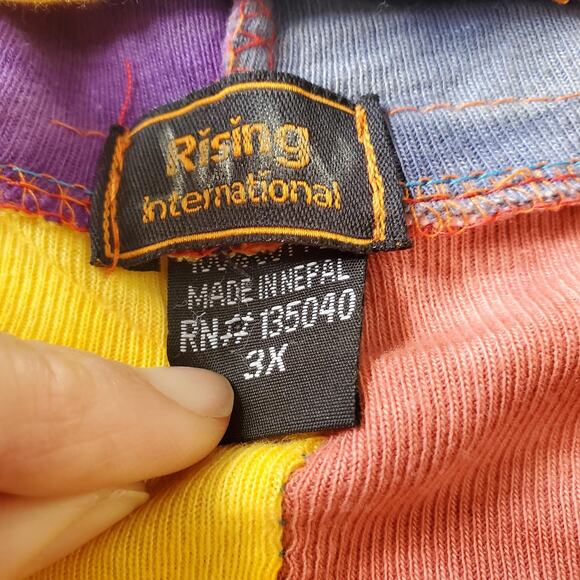 Rising
International
MADE IN NEPAL
RN# 135040
3X